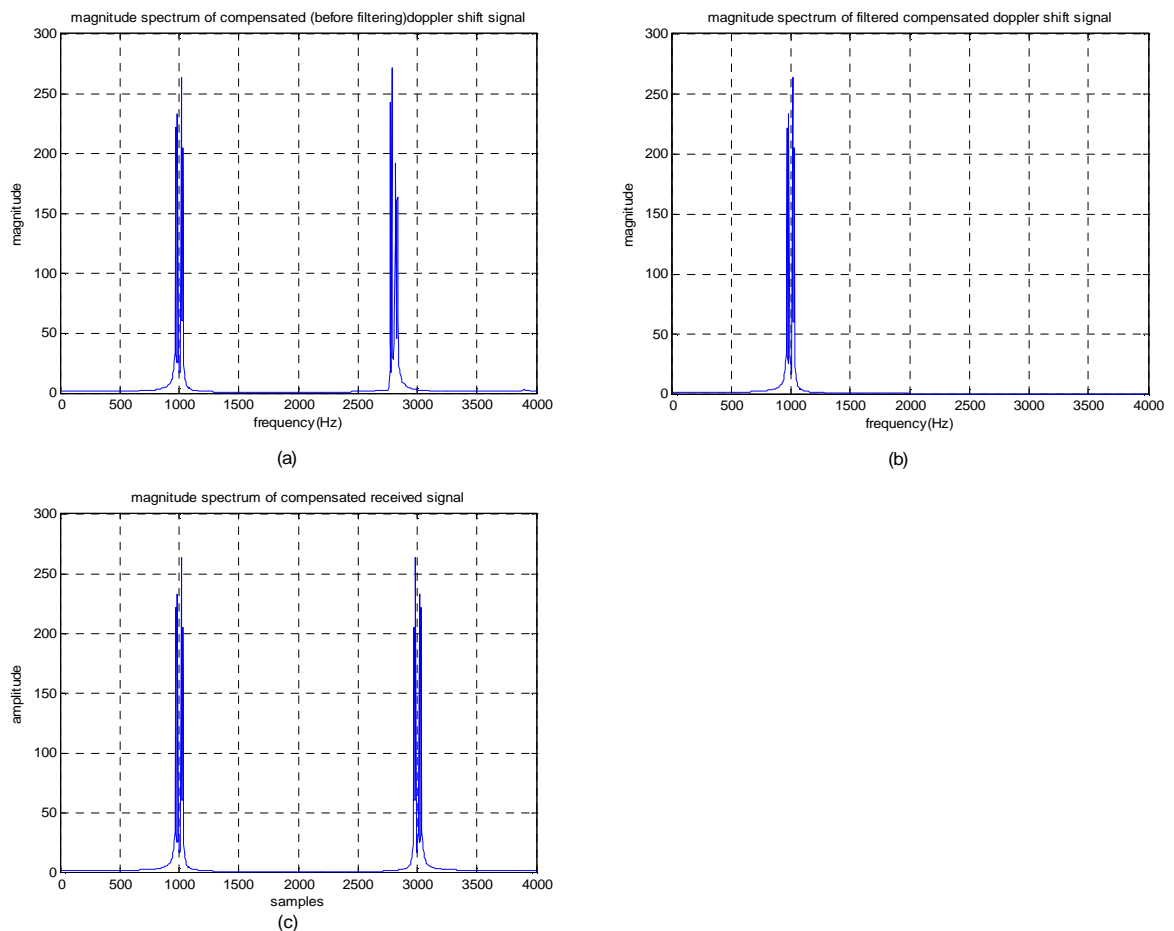 magnitude spectrum of compensated (before filtering)doppler shift signal
300
250
200
150
100
50
0
magnitude
0 500 1000 1500 2000 2500 3000 3500 4000
frequency(Hz)
(a)
magnitude spectrum of filtered compensated doppler shift signal
300
250
200
150
100
50
0
magnitude
0 500 1000 1500 2000 2500 3000 3500 4000
frequency(Hz)
(b)
magnitude spectrum of compensated received signal
300
250
200
150
100
50
0
amplitude
0 500 1000 1500 2000 2500 3000 3500 4000
samples
(c)